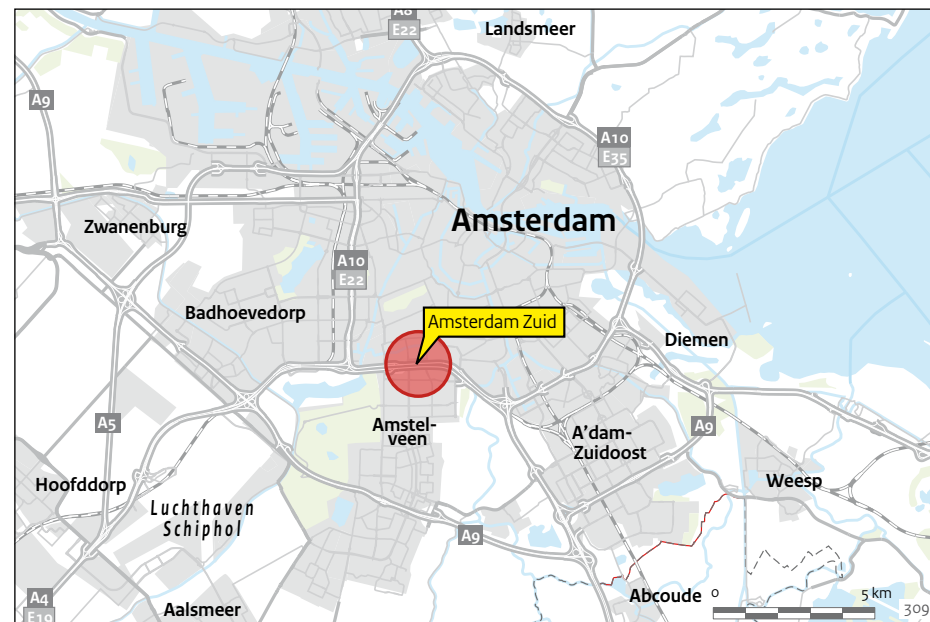 A8
E22
Landsmeer
A9
A10
E35
Amsterdam
Zwanenburg
A10
E22
Badhoevedorp
Amsterdam Zuid
Diemen
A5
Amstel-
veen
A'dam-
Zuidoost
A9
Hoofddorp
Weesp
Luchthaven
Schiphol
A9
A4
E19
Aalsmeer
Abcoude
0
5 km
309